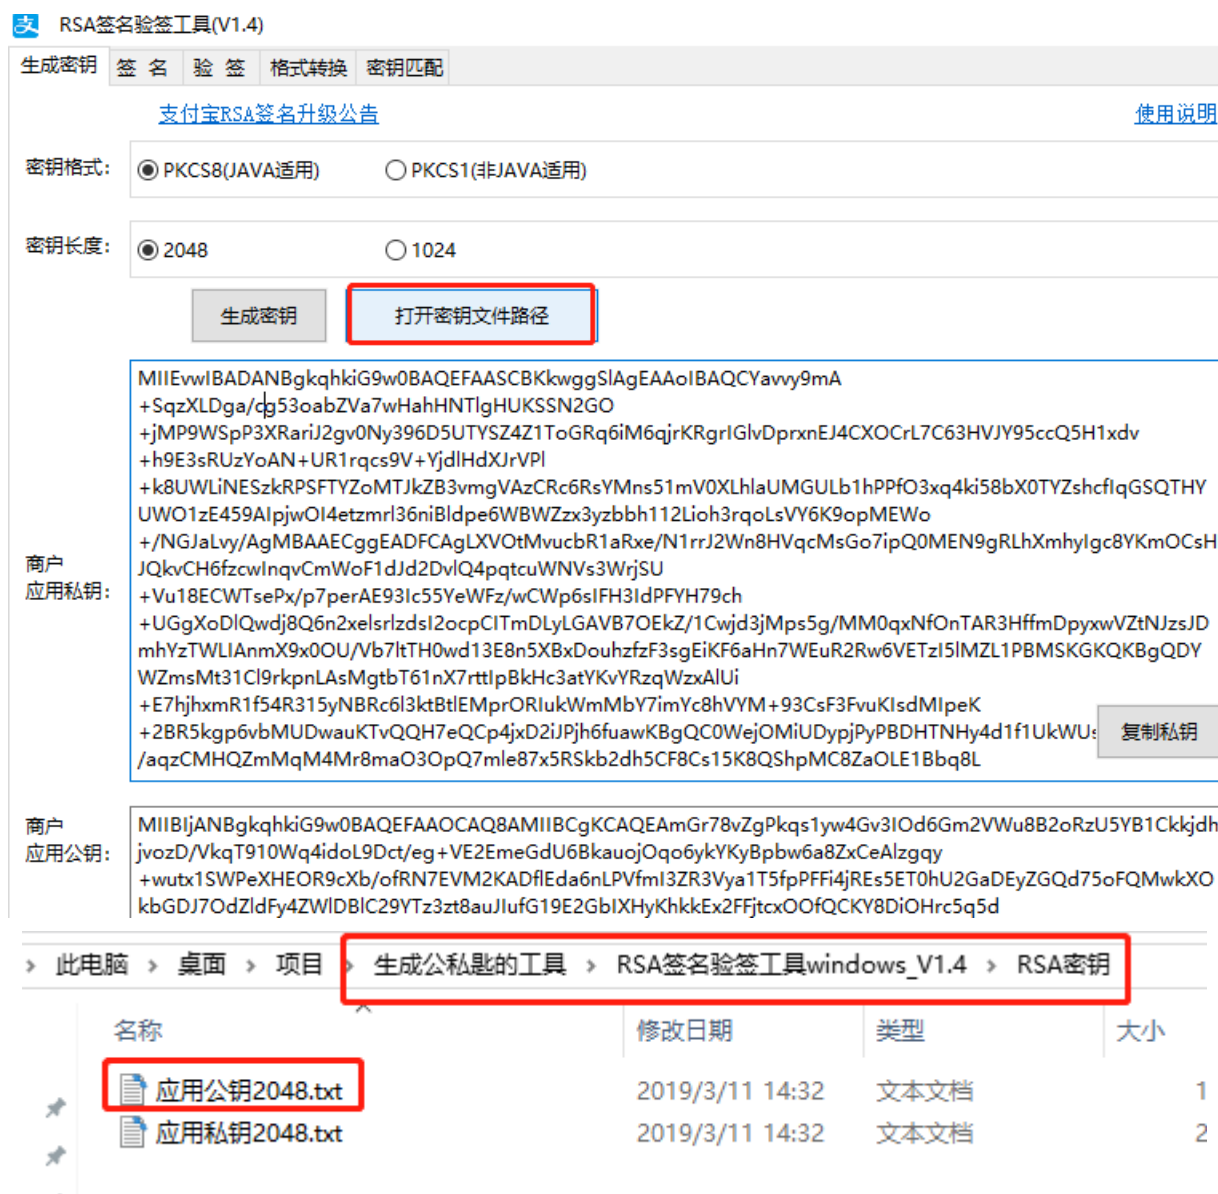 支 RSA签名验签工具(V1.4)
生成密钥 签 名 验 签 格式转换 密钥匹配
支付宝RSA签名升级公告 使用说明
密钥格式: PKCS8(JAVA适用) PKCS1(非JAVA适用)
密钥长度: 2048 1024
生成密钥 打开密钥文件路径
MIIEvwIBADANBgkqhkiG9w0BAQEFAASCBKkwggSlAgEAAoIBAQCYavvy9mA
+SqzXLDga/cg53oabZVa7wHahHNTlgHUKSSN2GO
+jMP9WSpP3XRariJ2gv0Ny396D5UTYSZ4Z1ToGRq6iM6qjrKRgrIGlvDprxnEJ4CXOCrL7C63HVJY95ccQ5H1xdv
+h9E3sRUzYoAN+UR1rqcs9V+YjdlHdXJrVPl
+k8UWLiNESzkRPSFTYZoMTJkZB3vmgVAzCRc6RsYMns51mV0XLhlaUMGULb1hPPfO3xq4ki58bX0TYZshcfIqGSQTHY
UWO1zE459AIpjwOI4etzmrl36niBldpe6WBWZzx3yzbbh112Lioh3rqoLsVY6K9opMEWo
+/NGJaLvy/AgMBAAECggEADFCAgLXVOtMvucbR1aRxe/N1rrJ2Wn8HVqcMsGo7ipQ0MEN9gRLhXmhyIgc8YKmOCsH
商户
应用私钥:
JQkvCH6fzcwInqvCmWoF1dJd2DvlQ4pqtcuWNVs3WrjSU
+Vu18ECWTsePx/p7perAE93Ic55YeWFz/wCWp6sIFH3IdPFYH79ch
+UGgXoDlQwdj8Q6n2xelsrlzdsI2ocpCITmDLyLGAVB7OEkZ/1Cwjd3jMps5g/MM0qxNfOnTAR3HffmDpyxwVZtNJzsJD
mhYzTWLIAnmX9x0OU/Vb7ltTH0wd13E8n5XBxDouhzfzF3sgEiKF6aHn7WEuR2Rw6VETzI5lMZL1PBMSKGKQKBgQDY
WZmsMt31Cl9rkpnLAsMgtbT61nX7rttIpBkHc3atYKvYRzqWzxAlUi
+E7hjhxmR1f54R315yNBRc6l3ktBtlEMprORIukWmMbY7imYc8hVYM+93CsF3FvuKIsdMIpeK
+2BR5kgp6vbMUDwauKTvQQH7eQCp4jxD2iJPjh6fuawKBgQC0WejOMiUDypjPyPBDHTNHy4d1f1UkWUs
复制私钥
/aqzCMHQZmMqM4Mr8maO3OpQ7mle87x5RSkb2dh5CF8Cs15K8QShpMC8ZaOLE1Bbq8L
商户
应用公钥:
MIIBIjANBgkqhkiG9w0BAQEFAAOCAQ8AMIIBCgKCAQEAmGr78vZgPkqs1yw4Gv3IOd6Gm2VWu8B2oRzU5YB1Ckkjdh
jvozD/VkqT910Wq4idoL9Dct/eg+VE2EmeGdU6BkauojOqo6ykYKyBpbw6a8ZxCeAlzgqy
+wutx1SWPeXHEOR9cXb/ofRN7EVM2KADflEda6nLPVfmI3ZR3Vya1T5fpPFFi4jREs5ET0hU2GaDEyZGQd75oFQMwkXO
kbGDJ7OdZldFy4ZWlDBlC29YTz3zt8auJIufG19E2GbIXHyKhkkEx2FFjtcxOOfQCKY8DiOHrc5q5d
› 此电脑 › 桌面 › 项目 › 生成公私匙的工具 › RSA签名验签工具windows_V1.4 › RSA密钥
名称 修改日期 类型 大小
应用公钥2048.txt 2019/3/11 14:32 文本文档 1
应用私钥2048.txt 2019/3/11 14:32 文本文档 2